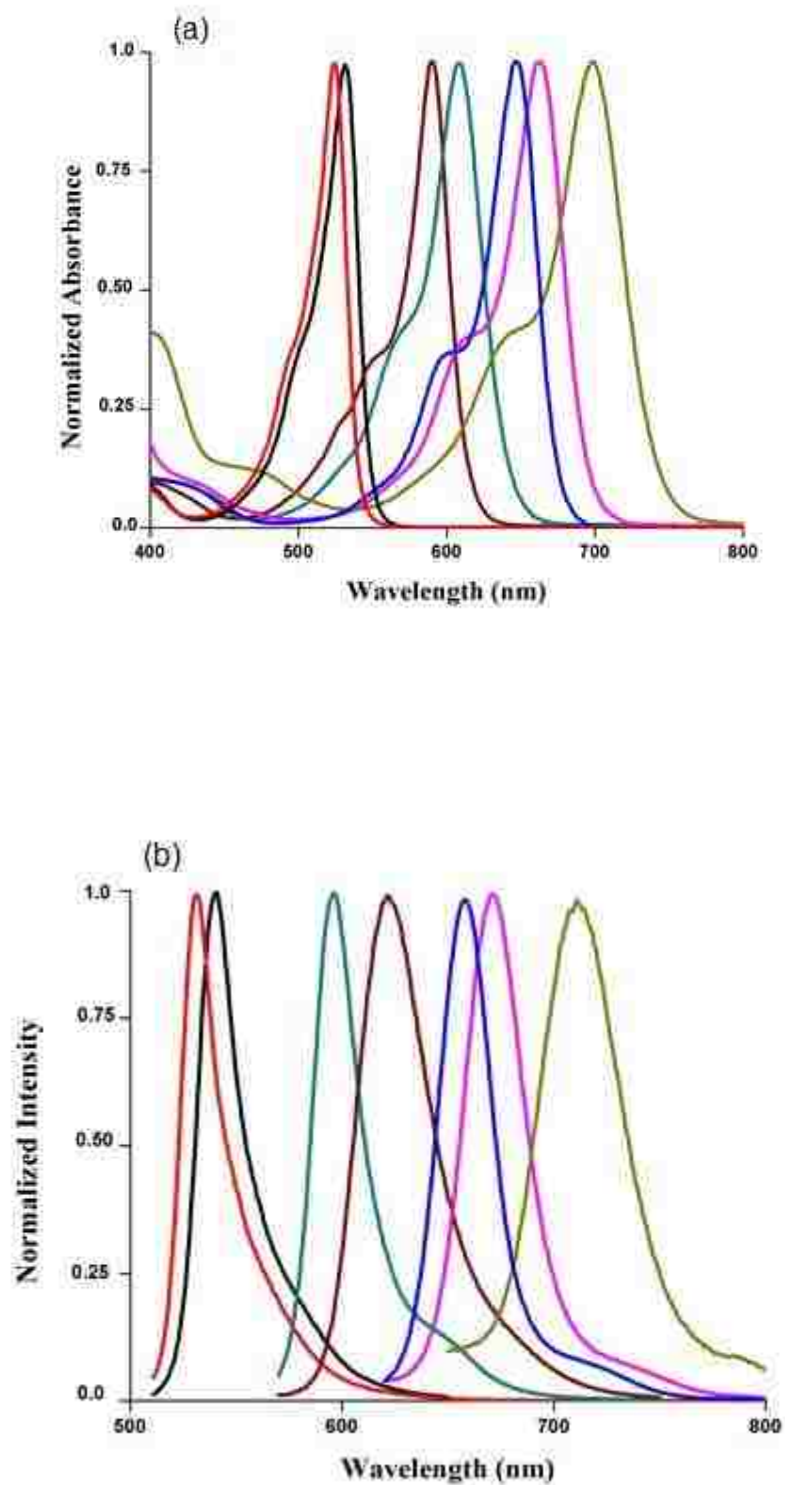 (a)
1.0
0.75
0.50
0.25
0.0
Normalized Absorbance
400 500 600 700 800
Wavelength (nm)
(b)
1.0
0.75
0.50
0.25
0.0
Normalized Intensity
500 600 700 800
Wavelength (nm)